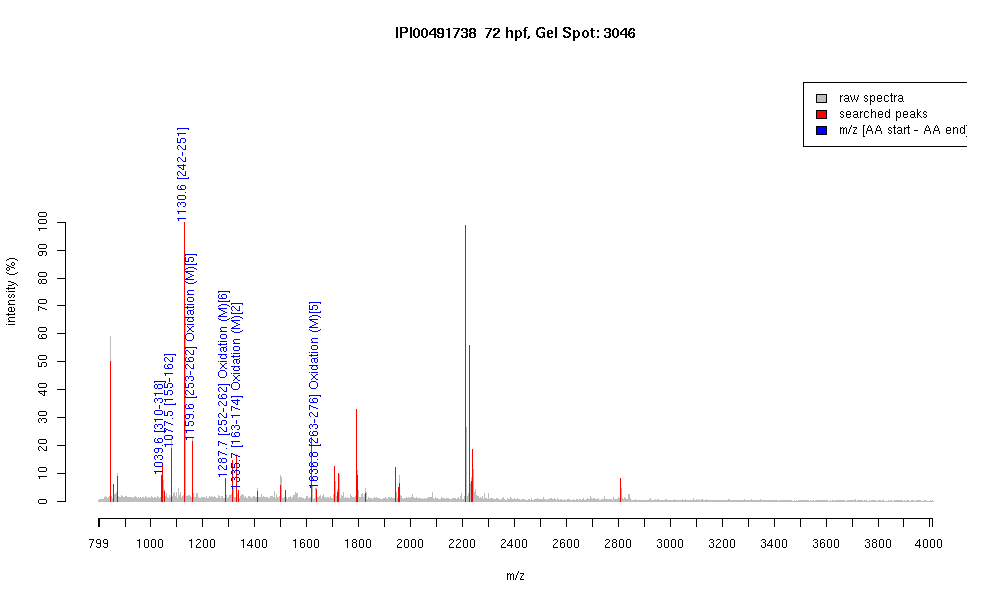 IPI00491738 72 hpf, Gel Spot: 3046
raw spectra
searched peaks
m/z [AA start - AA end]
intensity (%)
0 10 20 30 40 50 60 70 80 90 100
1039.6 [310-318]
1077.5 [155-162]
1130.6 [242-251]
1159.6 [253-262] Oxidation (M)[5]
1287.7 [252-262] Oxidation (M)[6]
1335.7 [163-174] Oxidation (M)[2]
1636.8 [263-276] Oxidation (M)[5]
799 1000 1200 1400 1600 1800 2000 2200 2400 2600 2800 3000 3200 3400 3600 3800 4000
m/z